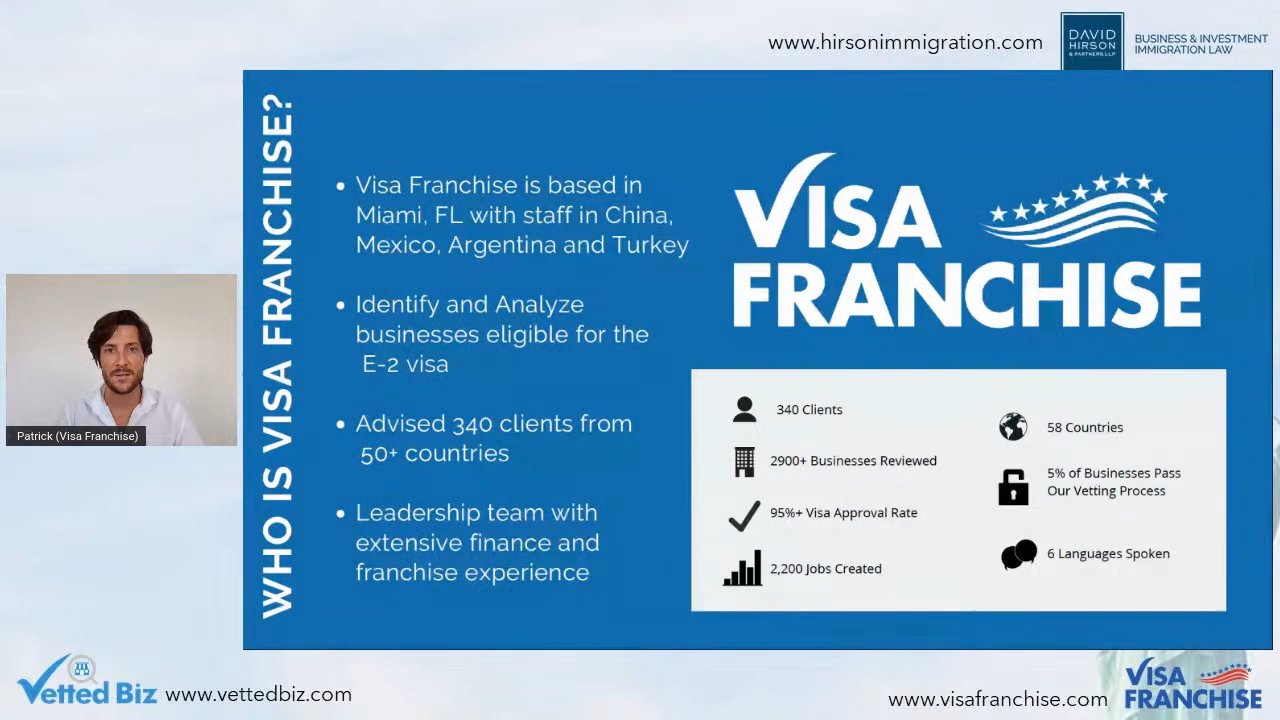 www.hirsonimmigration.com
DAVID
HIRSON
& PARTNERS, LLP
BUSINESS & INVESTMENT
IMMIGRATION LAW
WHO IS VISA FRANCHISE?
• Visa Franchise is based in
Miami, FL with staff in China,
Mexico, Argentina and Turkey
• Identify and Analyze
businesses eligible for the
E-2 visa
• Advised 340 clients from
50+ countries
• Leadership team with
extensive finance and
franchise experience
VISA
FRANCHISE
340 Clients
2900+ Businesses Reviewed
95%+ Visa Approval Rate
2,200 Jobs Created
58 Countries
5% of Businesses Pass
Our Vetting Process
6 Languages Spoken
Patrick (Visa Franchise)
Vetted Biz
www.vettedbiz.com
www.visafranchise.com
VISA
FRANCHISE